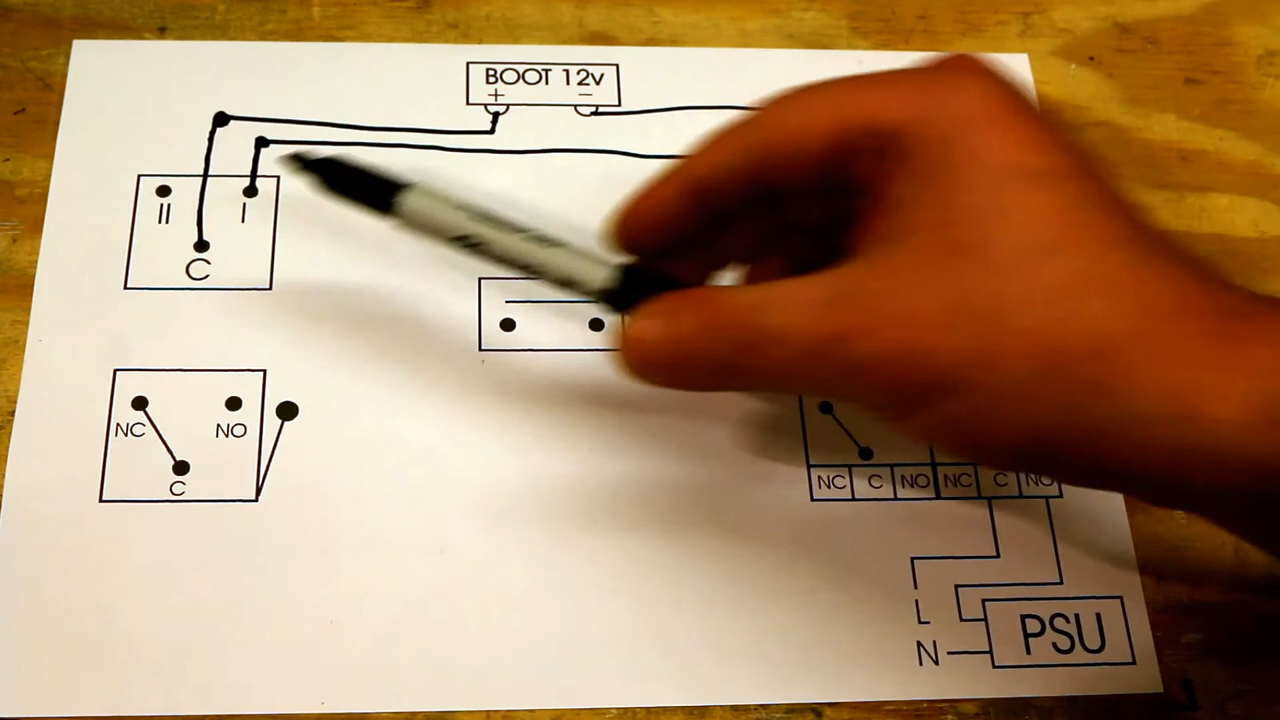 BOOT 12v
+ −
II I
C
NC NO
C
NC C NO NC C NO
L
N
PSU